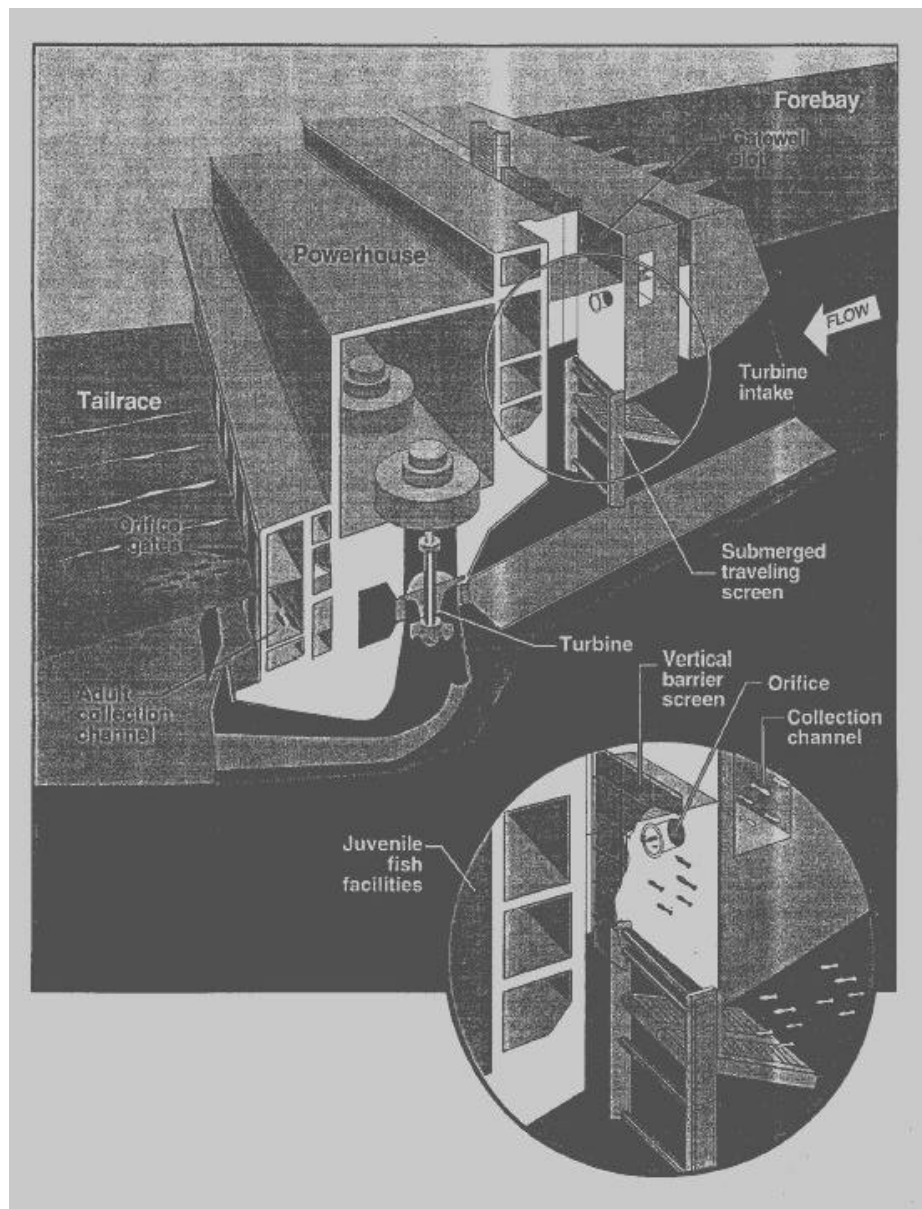 Forebay
Gatewell
slot
Powerhouse
FLOW
Turbine
intake
Tailrace
Orifice
gates
Submerged
traveling
screen
Turbine
Vertical
barrier
screen
Orifice
Adult
collection
channel
Collection
channel
Juvenile
fish
facilities